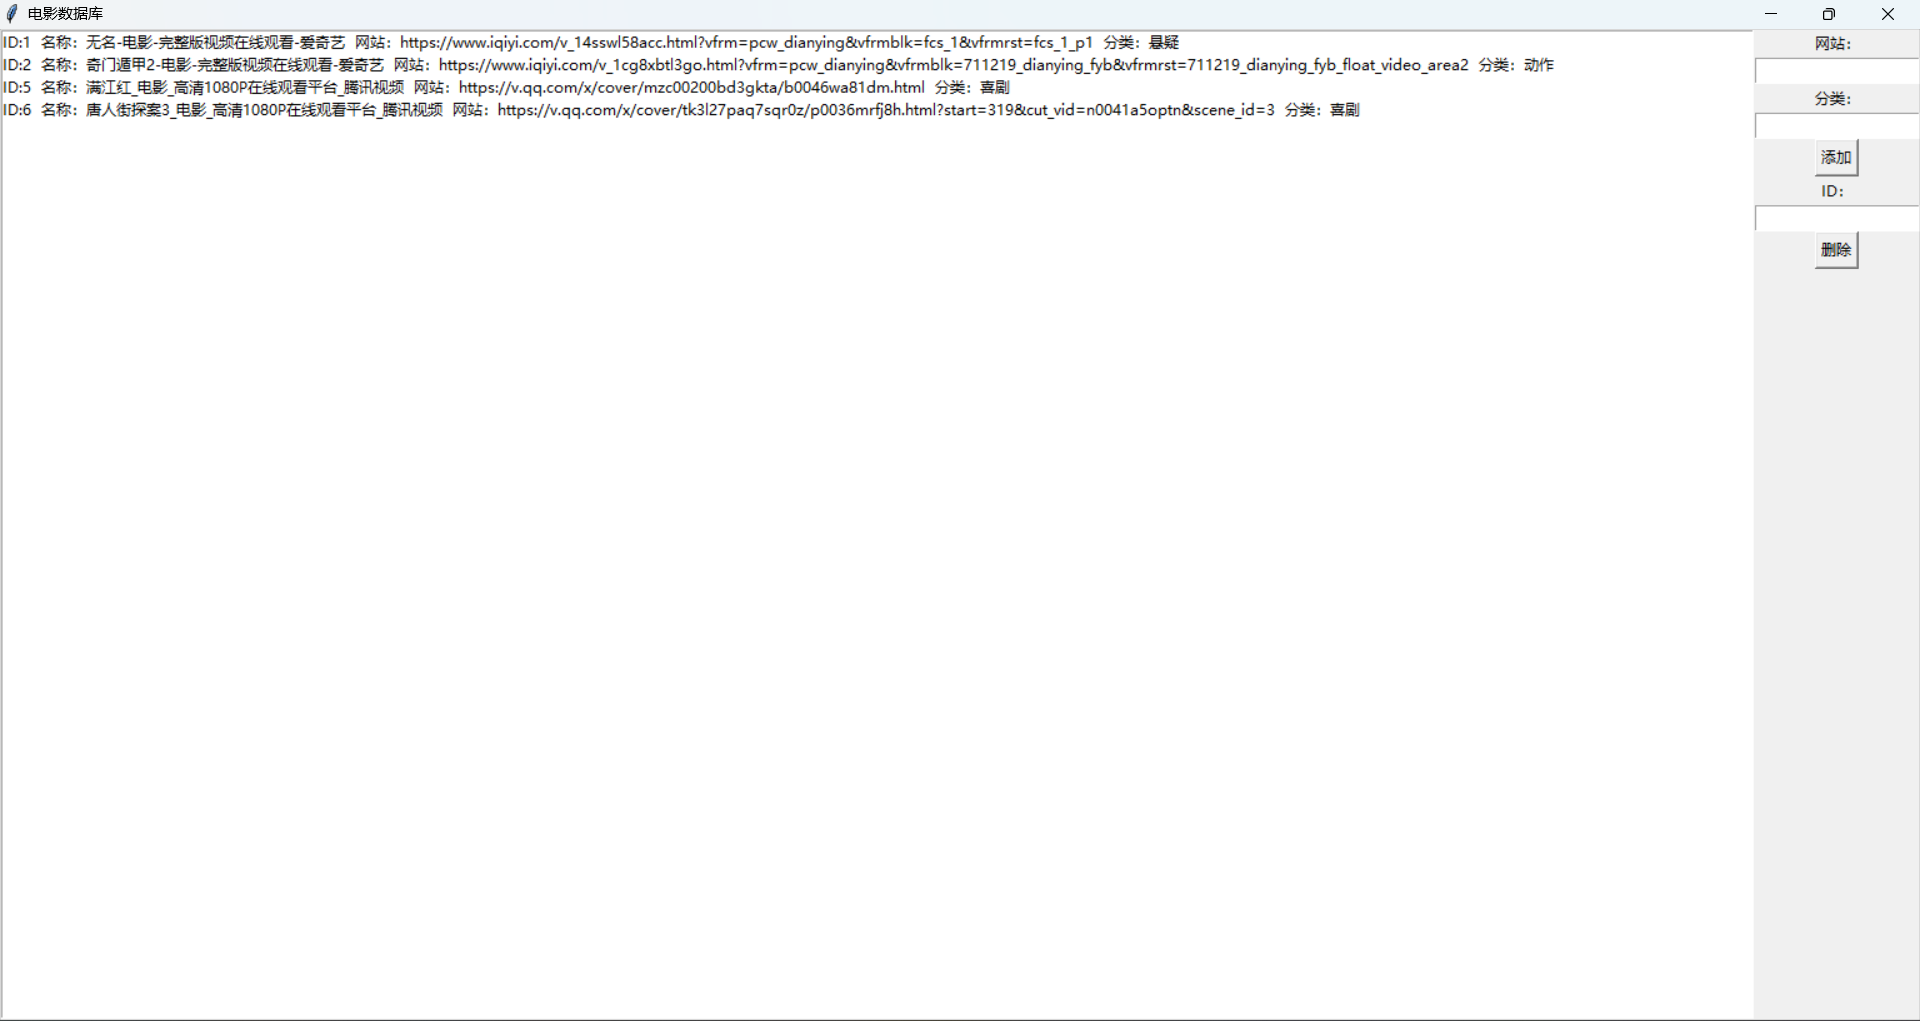 电影数据库
ID:1  名称：无名-电影-完整版视频在线观看-爱奇艺  网站：https://www.iqiyi.com/v_14sswl58acc.html?vfrm=pcw_dianying&vfrmblk=fcs_1&vfrmrst=fcs_1_p1  分类：悬疑
ID:2  名称：奇门遁甲2-电影-完整版视频在线观看-爱奇艺  网站：https://www.iqiyi.com/v_1cg8xbtl3go.html?vfrm=pcw_dianying&vfrmblk=711219_dianying_fyb&vfrmrst=711219_dianying_fyb_float_video_area2  分类：动作
ID:5  名称：满江红_电影_高清1080P在线观看平台_腾讯视频  网站：https://v.qq.com/x/cover/mzc00200bd3gkta/b0046wa81dm.html  分类：喜剧
ID:6  名称：唐人街探案3_电影_高清1080P在线观看平台_腾讯视频  网站：https://v.qq.com/x/cover/tk3l27paq7sqr0z/p0036mrfj8h.html?start=319&cut_vid=n0041a5optn&scene_id=3  分类：喜剧
网站：
分类：
添加
ID：
删除